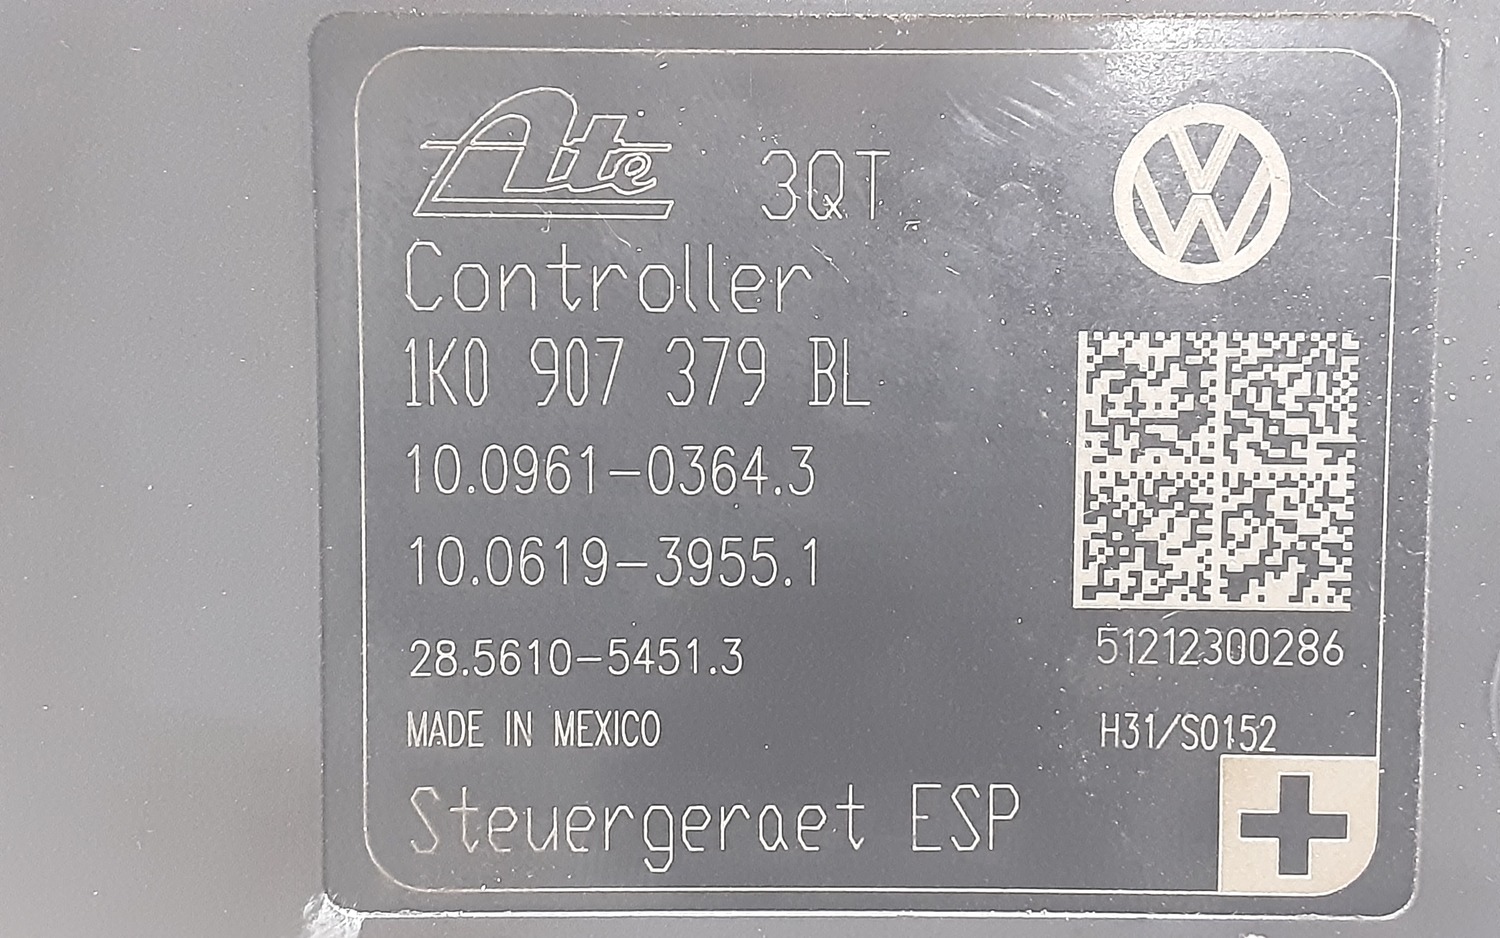 Ate 3QT
Controller
1K0 907 379 BL
10.0961-0364.3
10.0619-3955.1
28.5610-5451.3
51212300286
MADE IN MEXICO
H31/S0152
Steuergeraet ESP